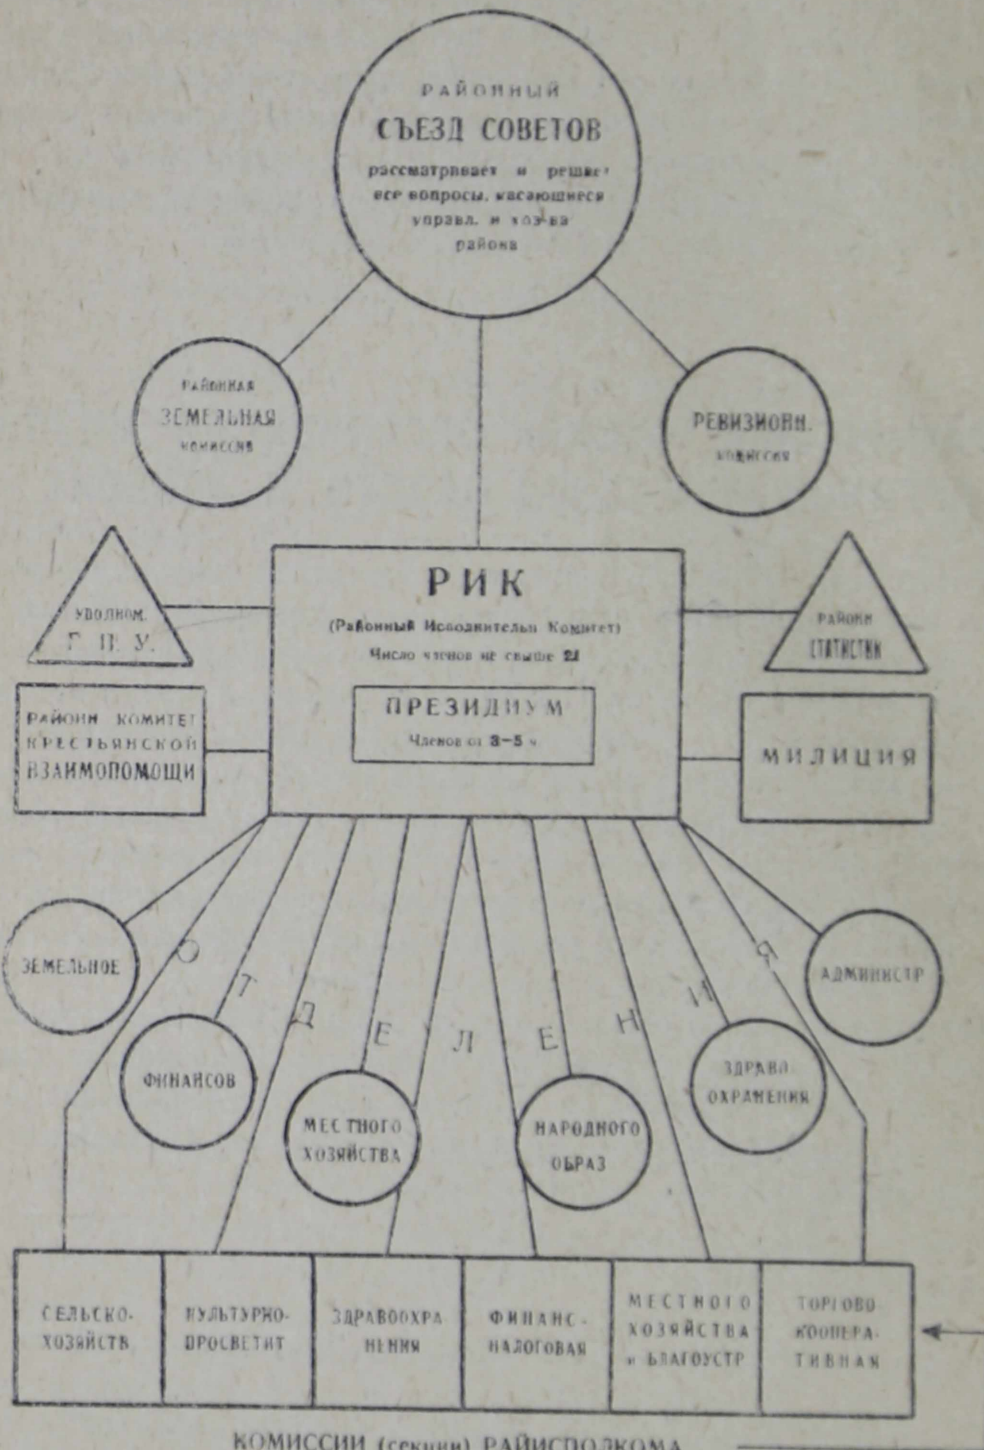 РАЙОННЫЙ
СЪЕЗД СОВЕТОВ
рассматривает и решает
все вопросы, касающиеся
управл. и хоз-ва
района
РАЙОННАЯ
ЗЕМЕЛЬНАЯ
КОМИССИЯ
РЕВИЗИОНН.
КОМИССИЯ
УПОЛНОМ.
Г. П. У.
РИК
(Районный Исполнительн Комитет)
Число членов не свыше 21
РАЙОНН
СТАТИСТИК
РАЙОНН КОМИТЕТ
КРЕСТЬЯНСКОЙ
ВЗАИМОПОМОЩИ
ПРЕЗИДИУМ
Членов от 3–5 ч
МИЛИЦИЯ
ОТДЕЛЕНИЯ
ЗЕМЕЛЬНОЕ
ФИНАНСОВ
МЕСТНОГО
ХОЗЯЙСТВА
НАРОДНОГО
ОБРАЗ
ЗДРАВО
ОХРАНЕНИЯ
АДМИНИСТР
СЕЛЬСКО-
ХОЗЯЙСТВ
КУЛЬТУРНО-
ПРОСВЕТИТ
ЗДРАВООХРА
НЕНИЯ
ФИНАНС-
НАЛОГОВАЯ
МЕСТНОГО
ХОЗЯЙСТВА
и БЛАГОУСТР
ТОРГОВО
КООПЕРА-
ТИВНАЯ
КОМИССИИ (секции) РАЙИСПОЛКОМА